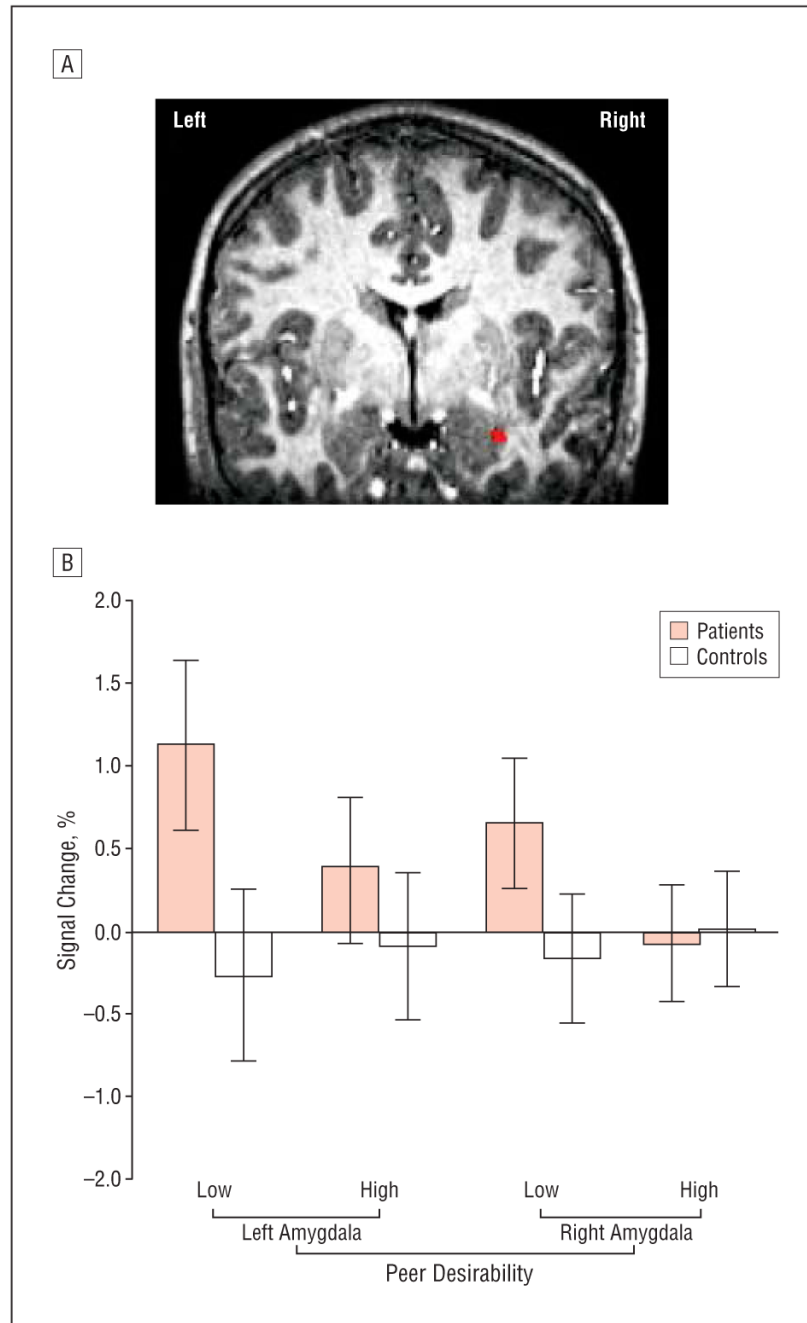 A
Left Right
B
2.0
1.5
1.0
0.5
0.0
–0.5
–1.0
–2.0
Signal Change, %
Patients
Controls
Low High Low High
Left Amygdala Right Amygdala
Peer Desirability